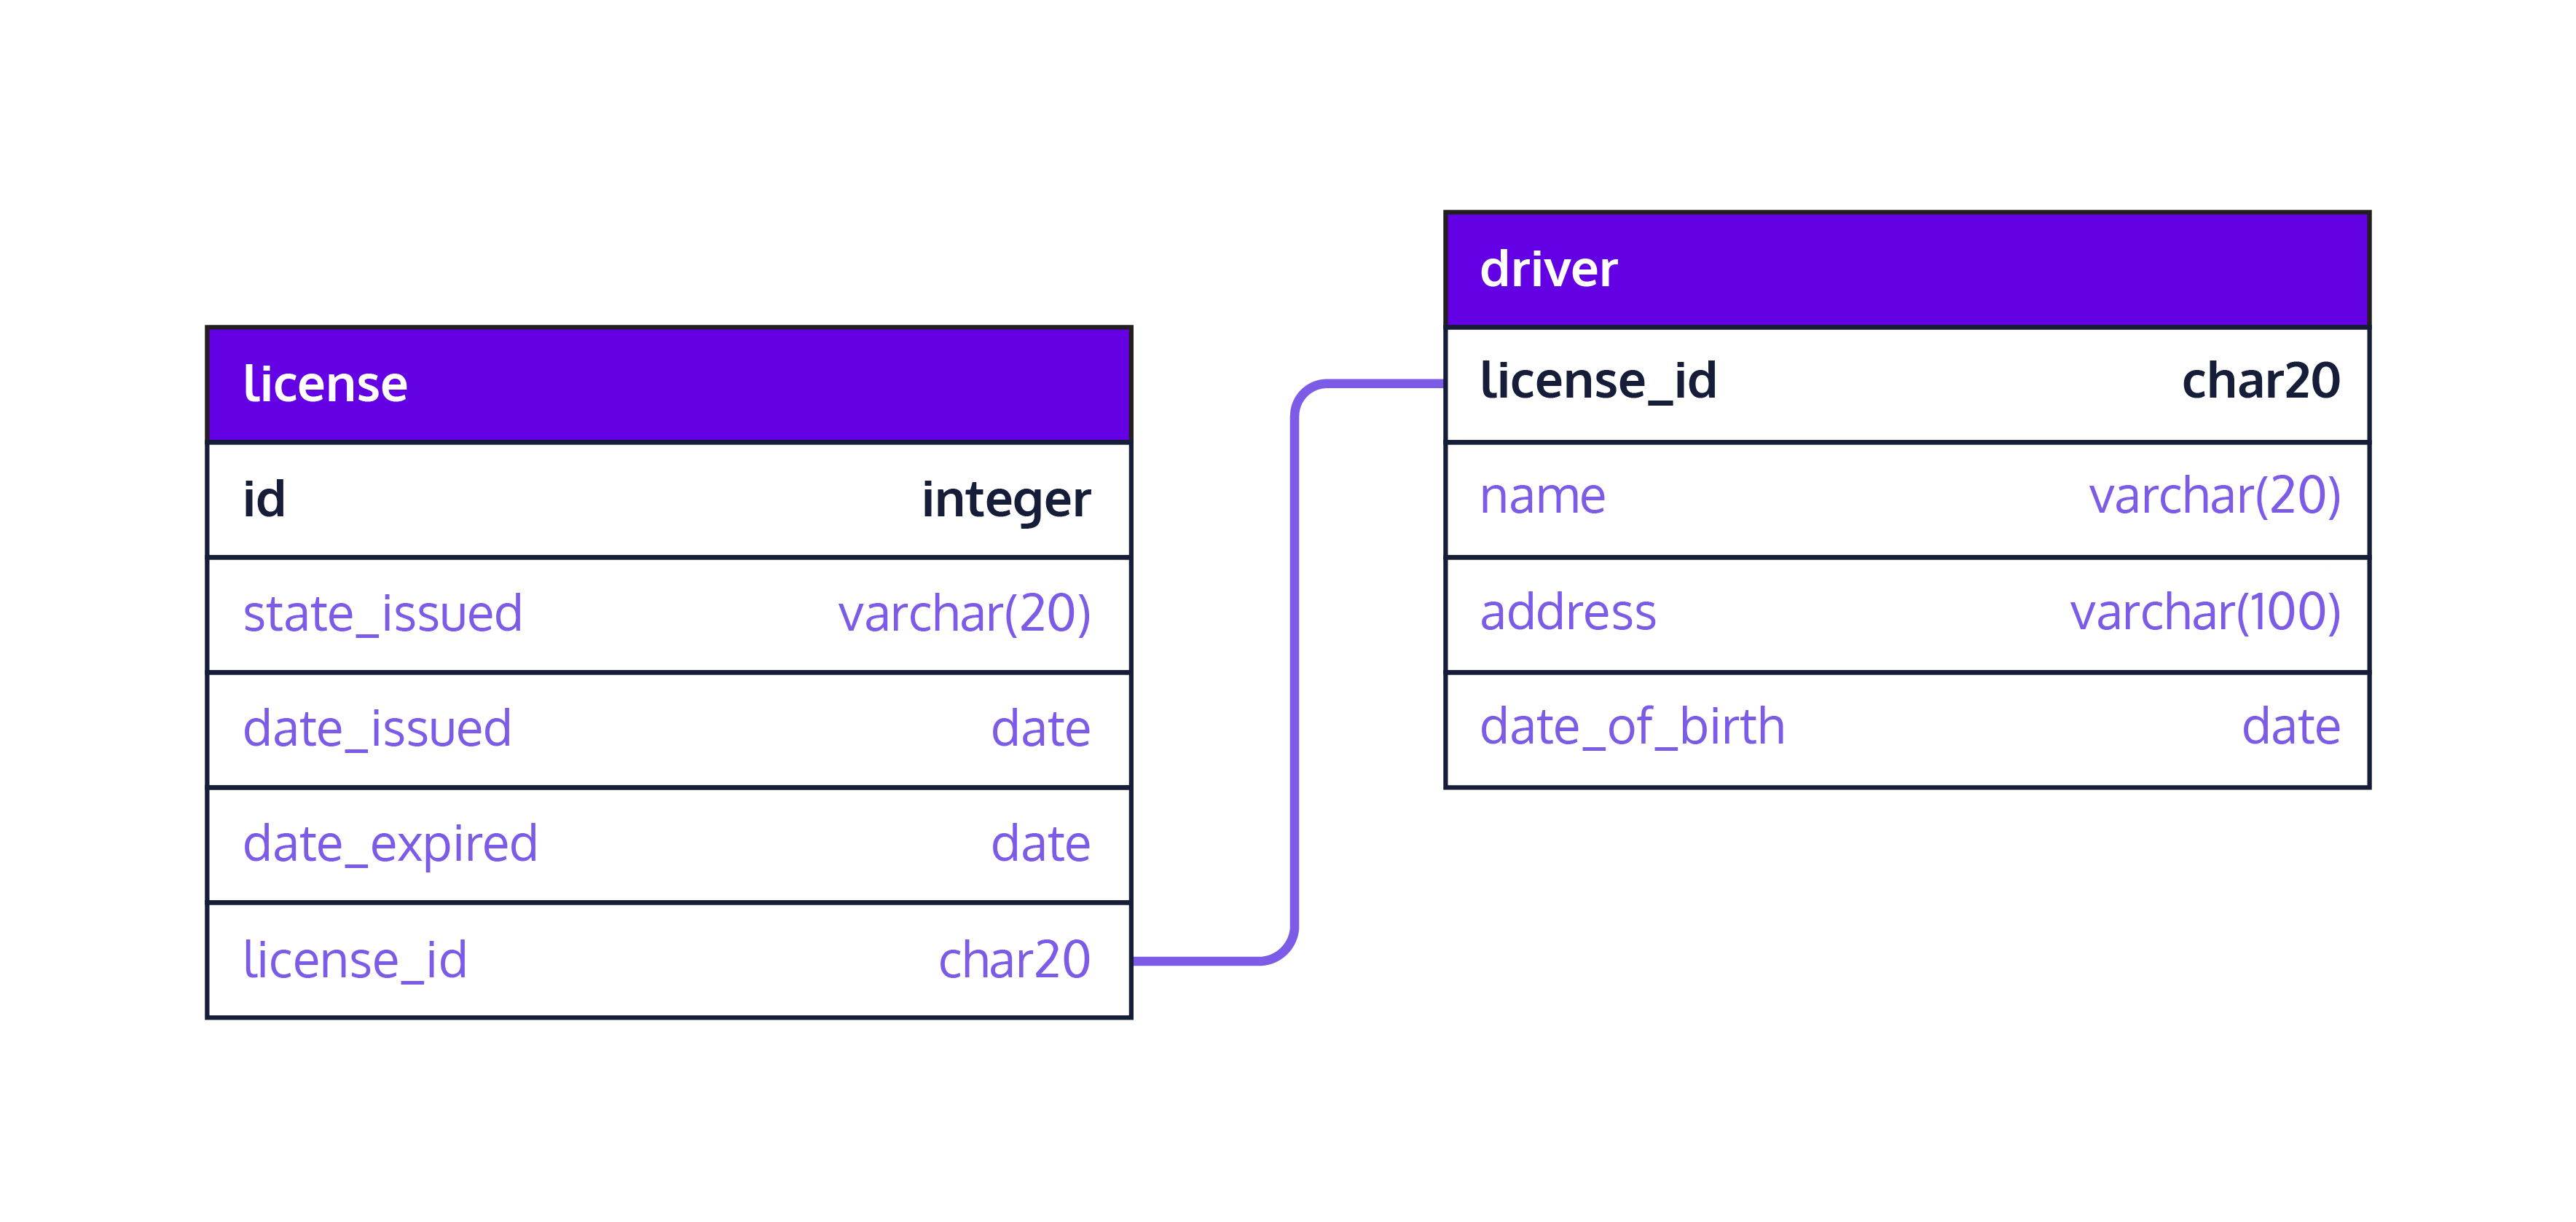 license
id integer
state_issued varchar(20)
date_issued date
date_expired date
license_id char20
driver
license_id char20
name varchar(20)
address varchar(100)
date_of_birth date